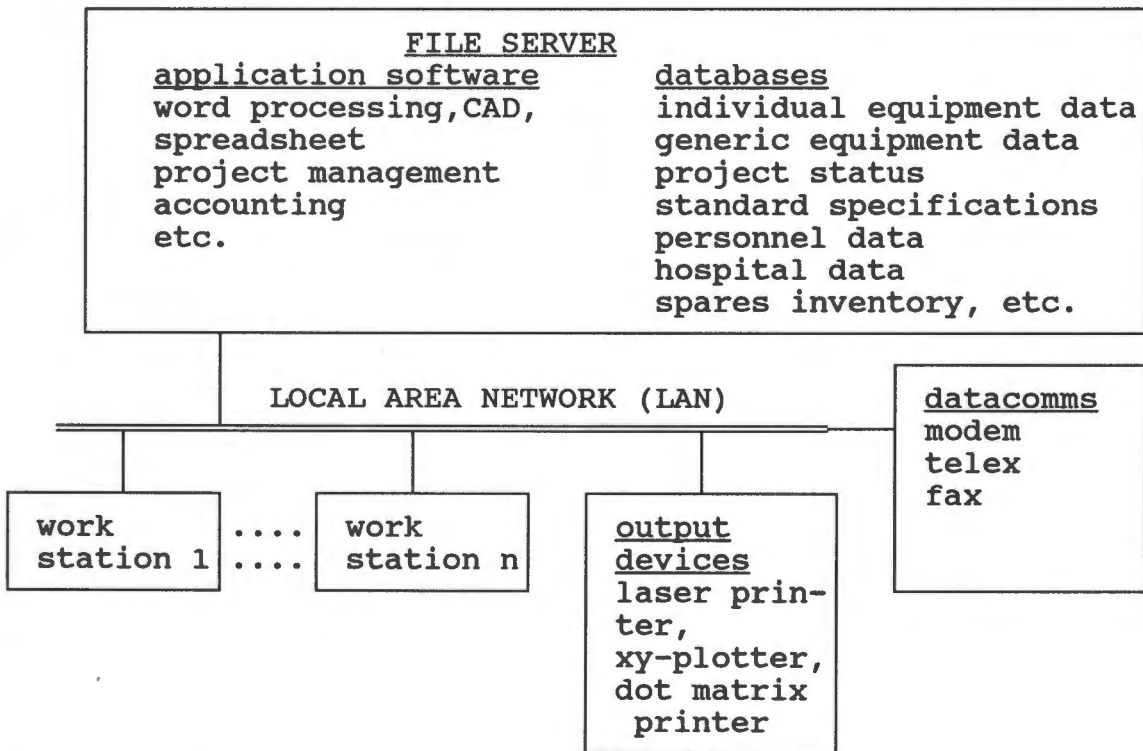 FILE SERVER
application software
word processing,CAD,
spreadsheet
project management
accounting
etc.
databases
individual equipment data
generic equipment data
project status
standard specifications
personnel data
hospital data
spares inventory, etc.
LOCAL AREA NETWORK (LAN)
datacomms
modem
telex
fax
work
station 1
....
....
work
station n
output
devices
laser prin-
ter,
xy-plotter,
dot matrix
printer